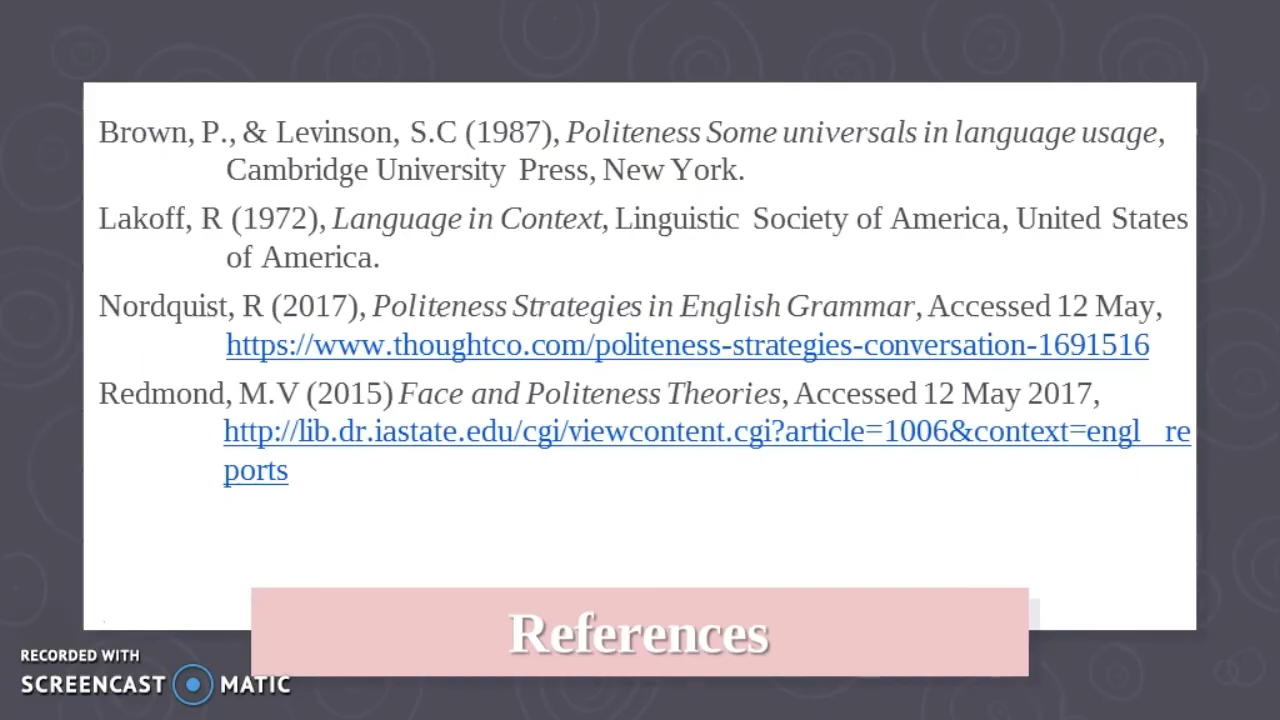 Brown, P., & Levinson, S.C (1987), Politeness Some universals in language usage,
Cambridge University Press, New York.
Lakoff, R (1972), Language in Context, Linguistic Society of America, United States
of America.
Nordquist, R (2017), Politeness Strategies in English Grammar, Accessed 12 May,
https://www.thoughtco.com/politeness-strategies-conversation-1691516
Redmond, M.V (2015) Face and Politeness Theories, Accessed 12 May 2017,
http://lib.dr.iastate.edu/cgi/viewcontent.cgi?article=1006&context=engl_re
ports
References
RECORDED WITH
SCREENCAST MATIC